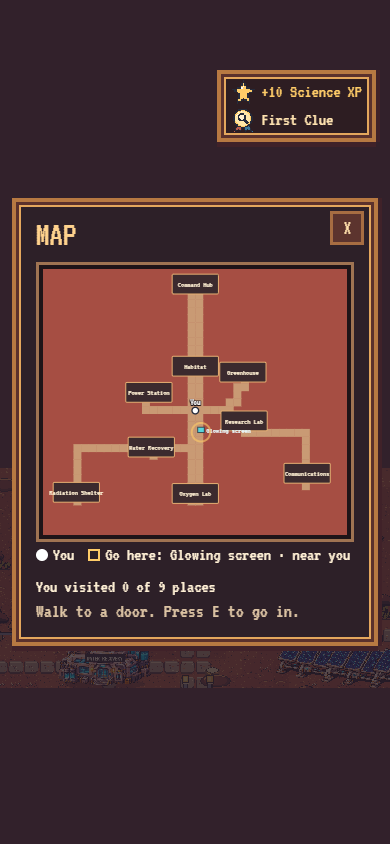 +10 Science XP
First Clue
MAP
X
Command Hub
Habitat
Greenhouse
Power Station
You
Research Lab
Glowing screen
Water Recovery
Communications
Radiation Shelter
Oxygen Lab
You
Go here: Glowing screen · near you
You visited 0 of 9 places
Walk to a door. Press E to go in.